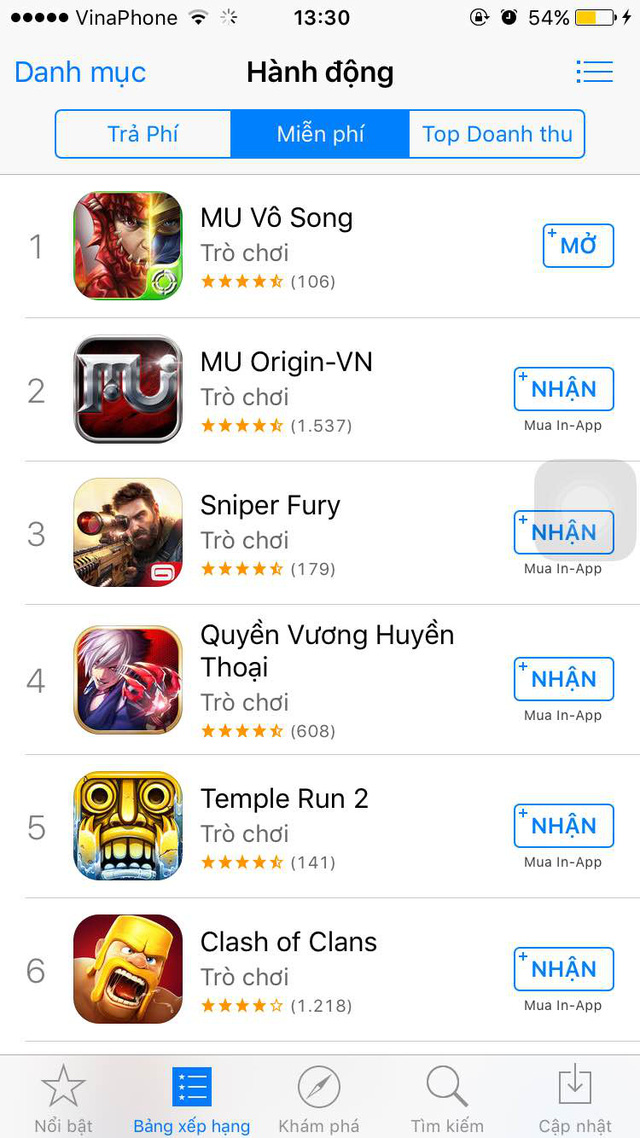 VinaPhone 13:30 54%
Danh mục Hành động
Trả Phí Miễn phí Top Doanh thu
1 MU Vô Song
Trò chơi
(106)
+ MỞ
2 MU Origin-VN
Trò chơi
(1.537)
+ NHẬN
Mua In-App
MU
3 Sniper Fury
Trò chơi
(179)
+ NHẬN
Mua In-App
4 Quyền Vương Huyền
Thoại
Trò chơi
(608)
+ NHẬN
Mua In-App
5 Temple Run 2
Trò chơi
(141)
+ NHẬN
Mua In-App
6 Clash of Clans
Trò chơi
(1.218)
+ NHẬN
Mua In-App
Nổi bật Bảng xếp hạng Khám phá Tìm kiếm Cập nhật